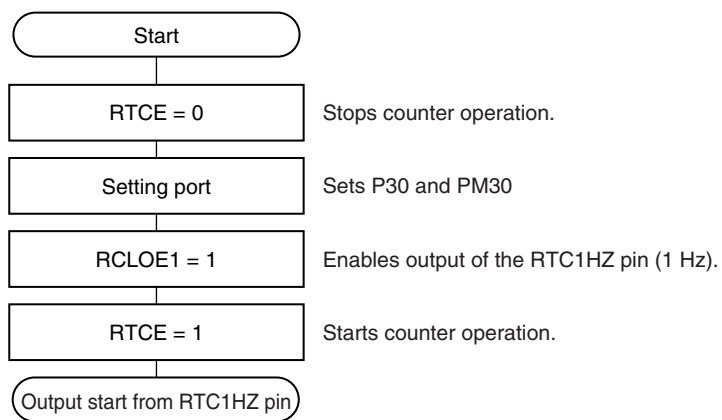 Start
RTCE = 0
Stops counter operation.
Setting port
Sets P30 and PM30
RCLOE1 = 1
Enables output of the RTC1HZ pin (1 Hz).
RTCE = 1
Starts counter operation.
Output start from RTC1HZ pin